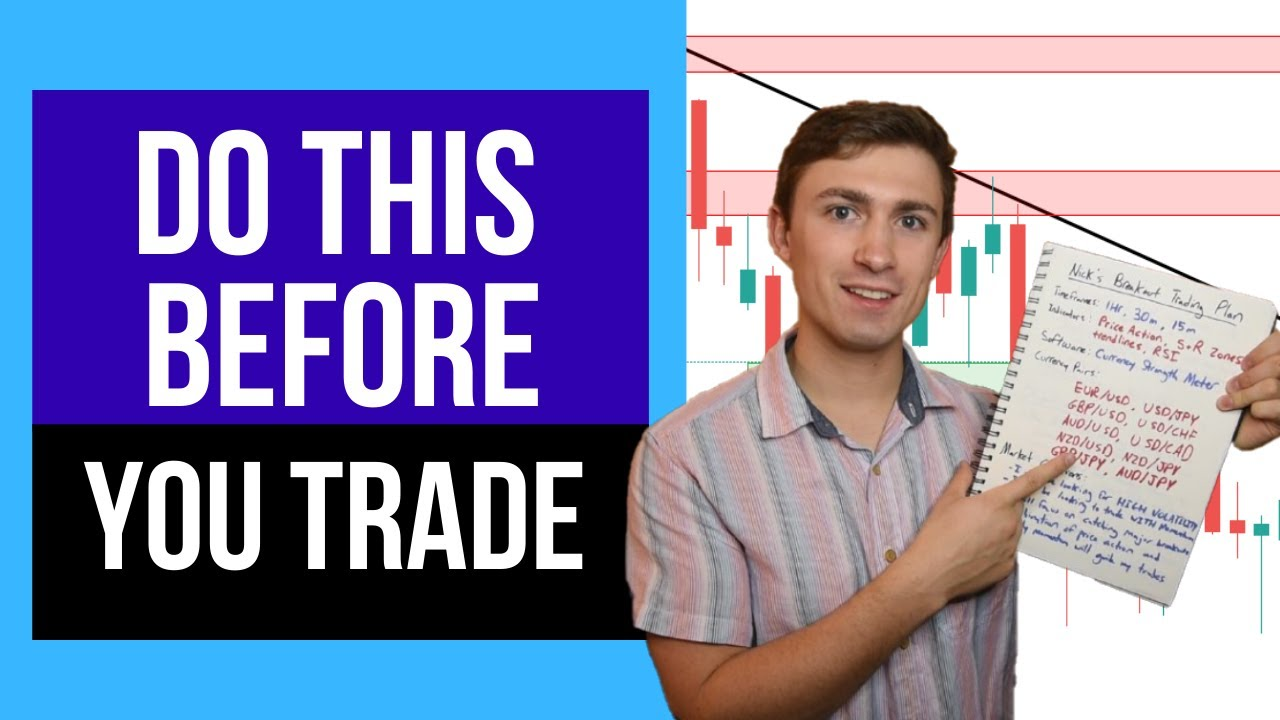 DO THIS
BEFORE
YOU TRADE
Nick's Breakout Trading Plan
Timeframes: 1Hr, 30m, 15m
Indicators: Price Action, S+R Zones
trendlines, RSI
Software: Currency Strength Meter
Currency Pairs:
EUR/USD, USD/JPY
GBP/USD, USD/CHF
AUD/USD, USD/CAD
NZD/USD, NZD/JPY
GBP/JPY, AUD/JPY
Market
- I
looking for HIGH VOLATILITY
be looking to trade WITH Momentum
focus on catching major breakouts
of price action and
momentum will guide my trades